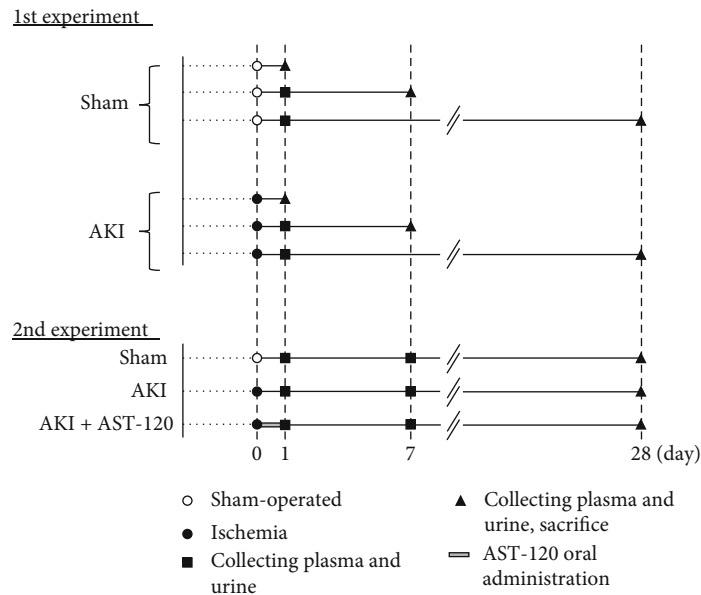 1st experiment
Sham
AKI
2nd experiment
Sham
AKI
AKI + AST-120
0 1 7 28 (day)
Sham-operated
Ischemia
Collecting plasma and
urine
Collecting plasma and
urine, sacrifice
AST-120 oral
administration